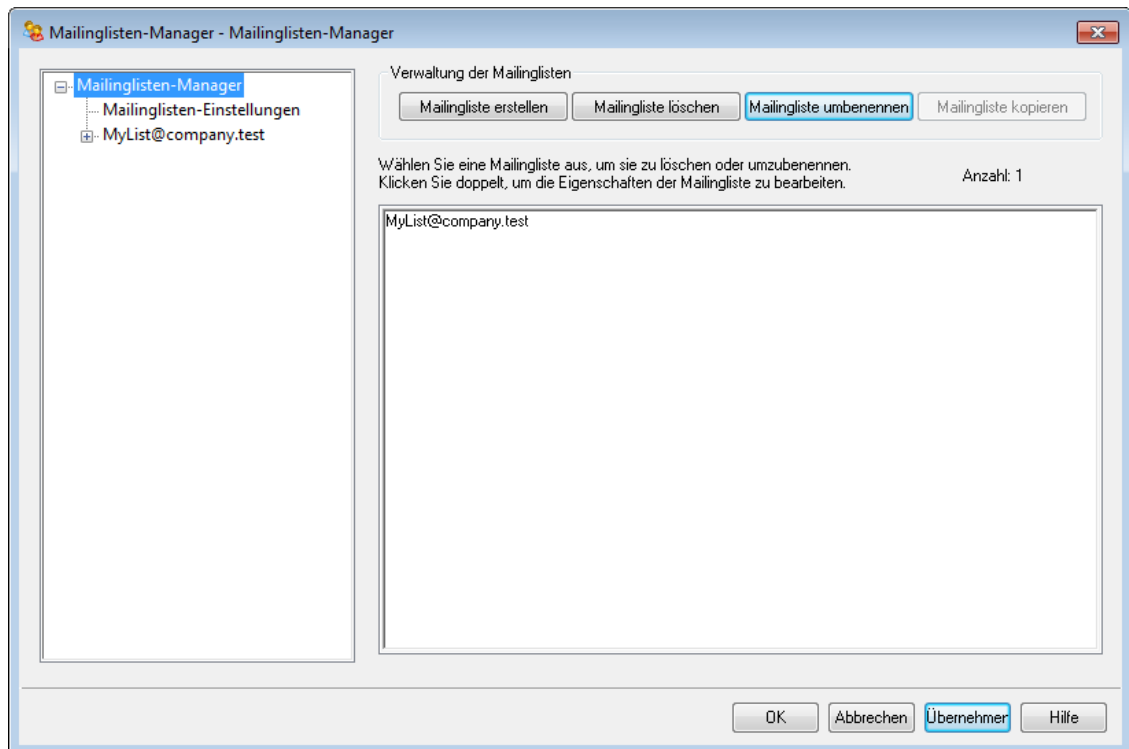 Mailinglisten-Manager - Mailinglisten-Manager
Mailinglisten-Manager
Mailinglisten-Einstellungen
MyList@company.test
Verwaltung der Mailinglisten
Mailingliste erstellen Mailingliste löschen Mailingliste umbenennen Mailingliste kopieren
Wählen Sie eine Mailingliste aus, um sie zu löschen oder umzubenennen.
Klicken Sie doppelt, um die Eigenschaften der Mailingliste zu bearbeiten.
Anzahl: 1
MyList@company.test
OK Abbrechen Übernehmer Hilfe